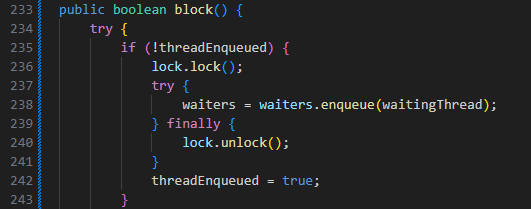 233 public boolean block() {
234 try {
235 if (!threadEnqueued) {
236 lock.lock();
237 try {
238 waiters = waiters.enqueue(waitingThread);
239 } finally {
240 lock.unlock();
241 }
242 threadEnqueued = true;
243 }